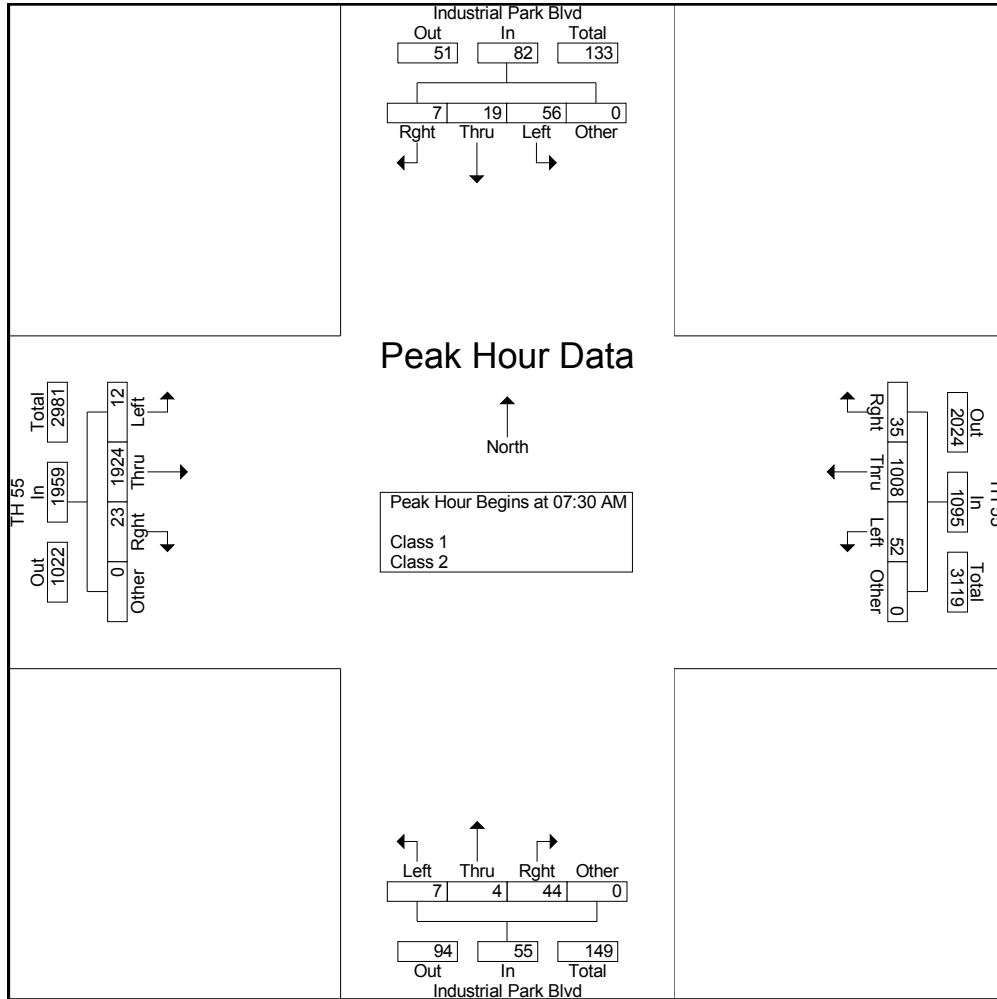 Industrial Park Blvd
Out In Total
51 82 133
7 19 56 0
Rght Thru Left Other
Peak Hour Data
North
Peak Hour Begins at 07:30 AM
Class 1
Class 2
TH 55
Out In Total
1022 1959 2981
12 1924 23 0
Left Thru Rght Other
Out In Total
2024 1095 3119
35 1008 52 0
Rght Thru Left Other
Left Thru Rght Other
7 4 44 0
94 55 149
Out In Total
Industrial Park Blvd